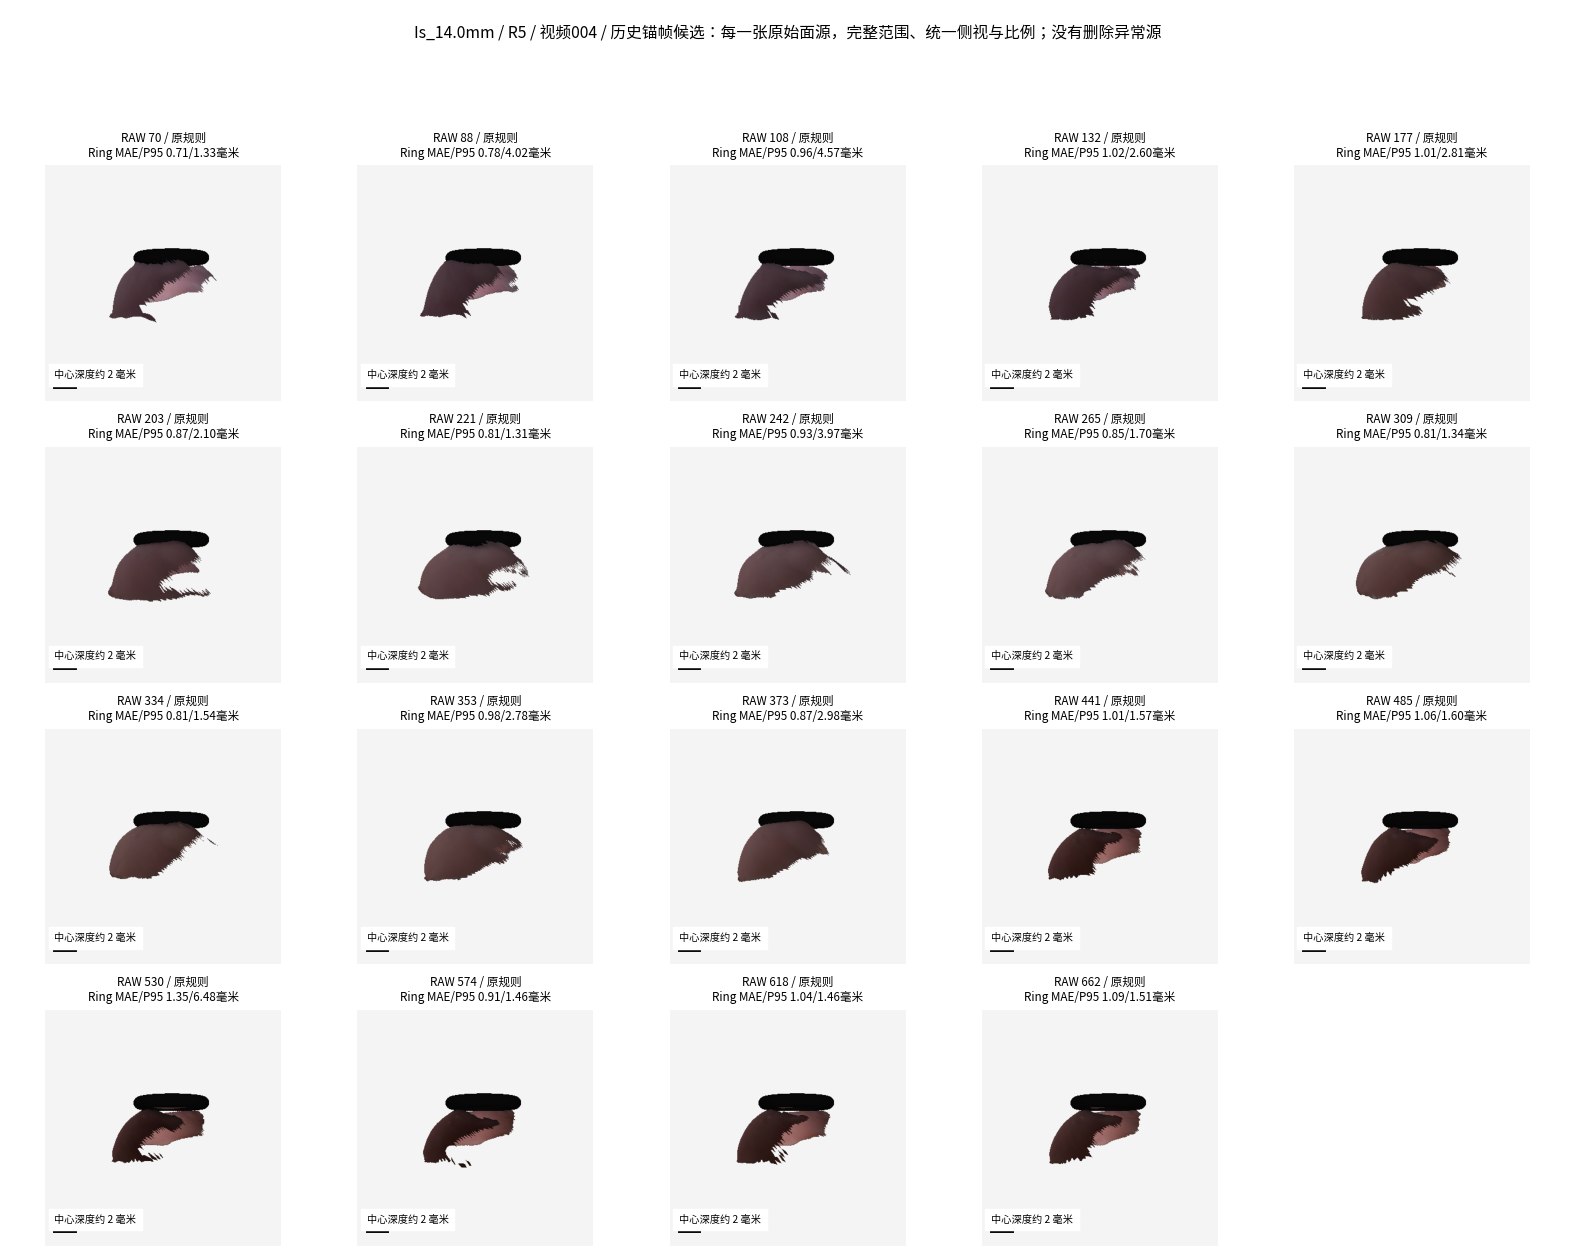 Is_14.0mm / R5 / 视频004 / 历史锚帧候选：每一张原始面源，完整范围、统一侧视与比例；没有删除异常源
RAW 70 / 原规则
Ring MAE/P95 0.71/1.33毫米
RAW 88 / 原规则
Ring MAE/P95 0.78/4.02毫米
RAW 108 / 原规则
Ring MAE/P95 0.96/4.57毫米
RAW 132 / 原规则
Ring MAE/P95 1.02/2.60毫米
RAW 177 / 原规则
Ring MAE/P95 1.01/2.81毫米
中心深度约 2 毫米
中心深度约 2 毫米
中心深度约 2 毫米
中心深度约 2 毫米
中心深度约 2 毫米
RAW 203 / 原规则
Ring MAE/P95 0.87/2.10毫米
RAW 221 / 原规则
Ring MAE/P95 0.81/1.31毫米
RAW 242 / 原规则
Ring MAE/P95 0.93/3.97毫米
RAW 265 / 原规则
Ring MAE/P95 0.85/1.70毫米
RAW 309 / 原规则
Ring MAE/P95 0.81/1.34毫米
中心深度约 2 毫米
中心深度约 2 毫米
中心深度约 2 毫米
中心深度约 2 毫米
中心深度约 2 毫米
RAW 334 / 原规则
Ring MAE/P95 0.81/1.54毫米
RAW 353 / 原规则
Ring MAE/P95 0.98/2.78毫米
RAW 373 / 原规则
Ring MAE/P95 0.87/2.98毫米
RAW 441 / 原规则
Ring MAE/P95 1.01/1.57毫米
RAW 485 / 原规则
Ring MAE/P95 1.06/1.60毫米
中心深度约 2 毫米
中心深度约 2 毫米
中心深度约 2 毫米
中心深度约 2 毫米
中心深度约 2 毫米
RAW 530 / 原规则
Ring MAE/P95 1.35/6.48毫米
RAW 574 / 原规则
Ring MAE/P95 0.91/1.46毫米
RAW 618 / 原规则
Ring MAE/P95 1.04/1.46毫米
RAW 662 / 原规则
Ring MAE/P95 1.09/1.51毫米
中心深度约 2 毫米
中心深度约 2 毫米
中心深度约 2 毫米
中心深度约 2 毫米